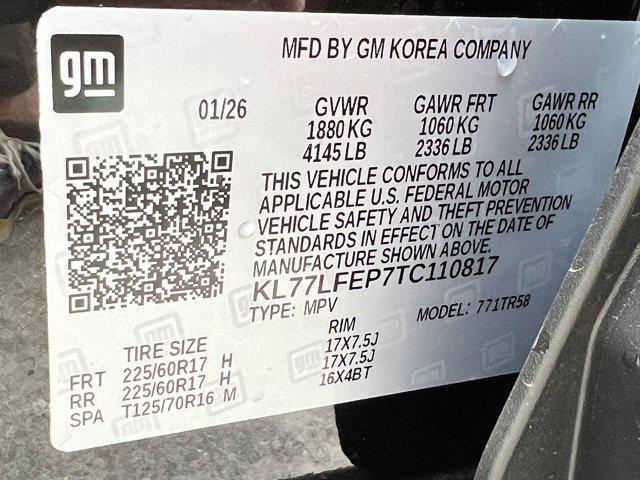 gm
MFD BY GM KOREA COMPANY
01/26 GVWR GAWR FRT GAWR RR
1880 KG 1060 KG 1060 KG
4145 LB 2336 LB 2336 LB
THIS VEHICLE CONFORMS TO ALL
APPLICABLE U.S. FEDERAL MOTOR
VEHICLE SAFETY AND THEFT PREVENTION
STANDARDS IN EFFECT ON THE DATE OF
MANUFACTURE SHOWN ABOVE.
KL77LFEP7TC110817
TYPE: MPV MODEL: 771TR58
TIRE SIZE RIM
FRT 225/60R17 H 17X7.5J
RR 225/60R17 H 17X7.5J
SPA T125/70R16 M 16X4BT